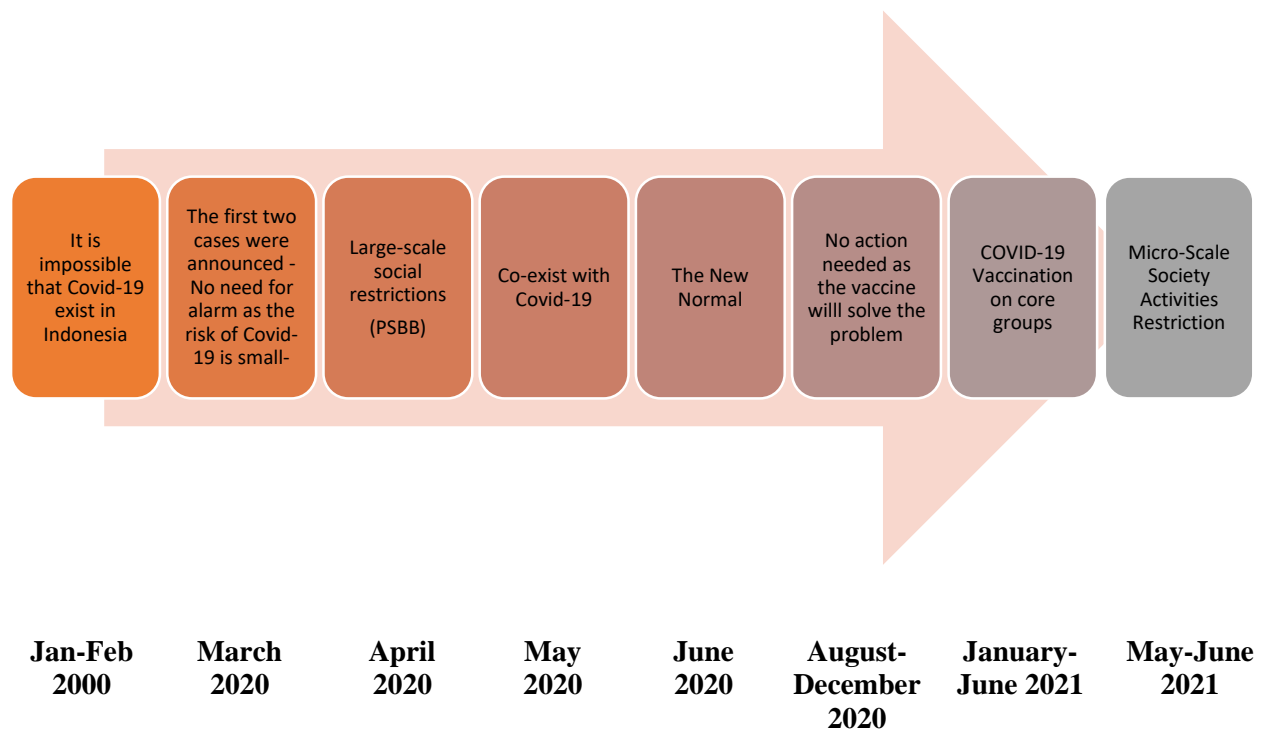 It is
impossible
that Covid-19
exist in
Indonesia
The first two
cases were
announced -
No need for
alarm as the
risk of Covid-
19 is small-
Large-scale
social
restrictions
(PSBB)
Co-exist with
Covid-19
The New
Normal
No action
needed as
the vaccine
willl solve the
problem
COVID-19
Vaccination
on core
groups
Micro-Scale
Society
Activities
Restriction
Jan-Feb
2000
March
2020
April
2020
May
2020
June
2020
August-
December
2020
January-
June 2021
May-June
2021